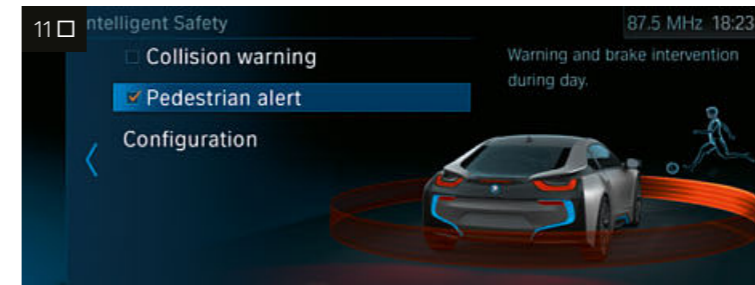 11
ntelligent Safety
87.5 MHz 18:23
Collision warning
Pedestrian alert
Configuration
Warning and brake intervention
during day.